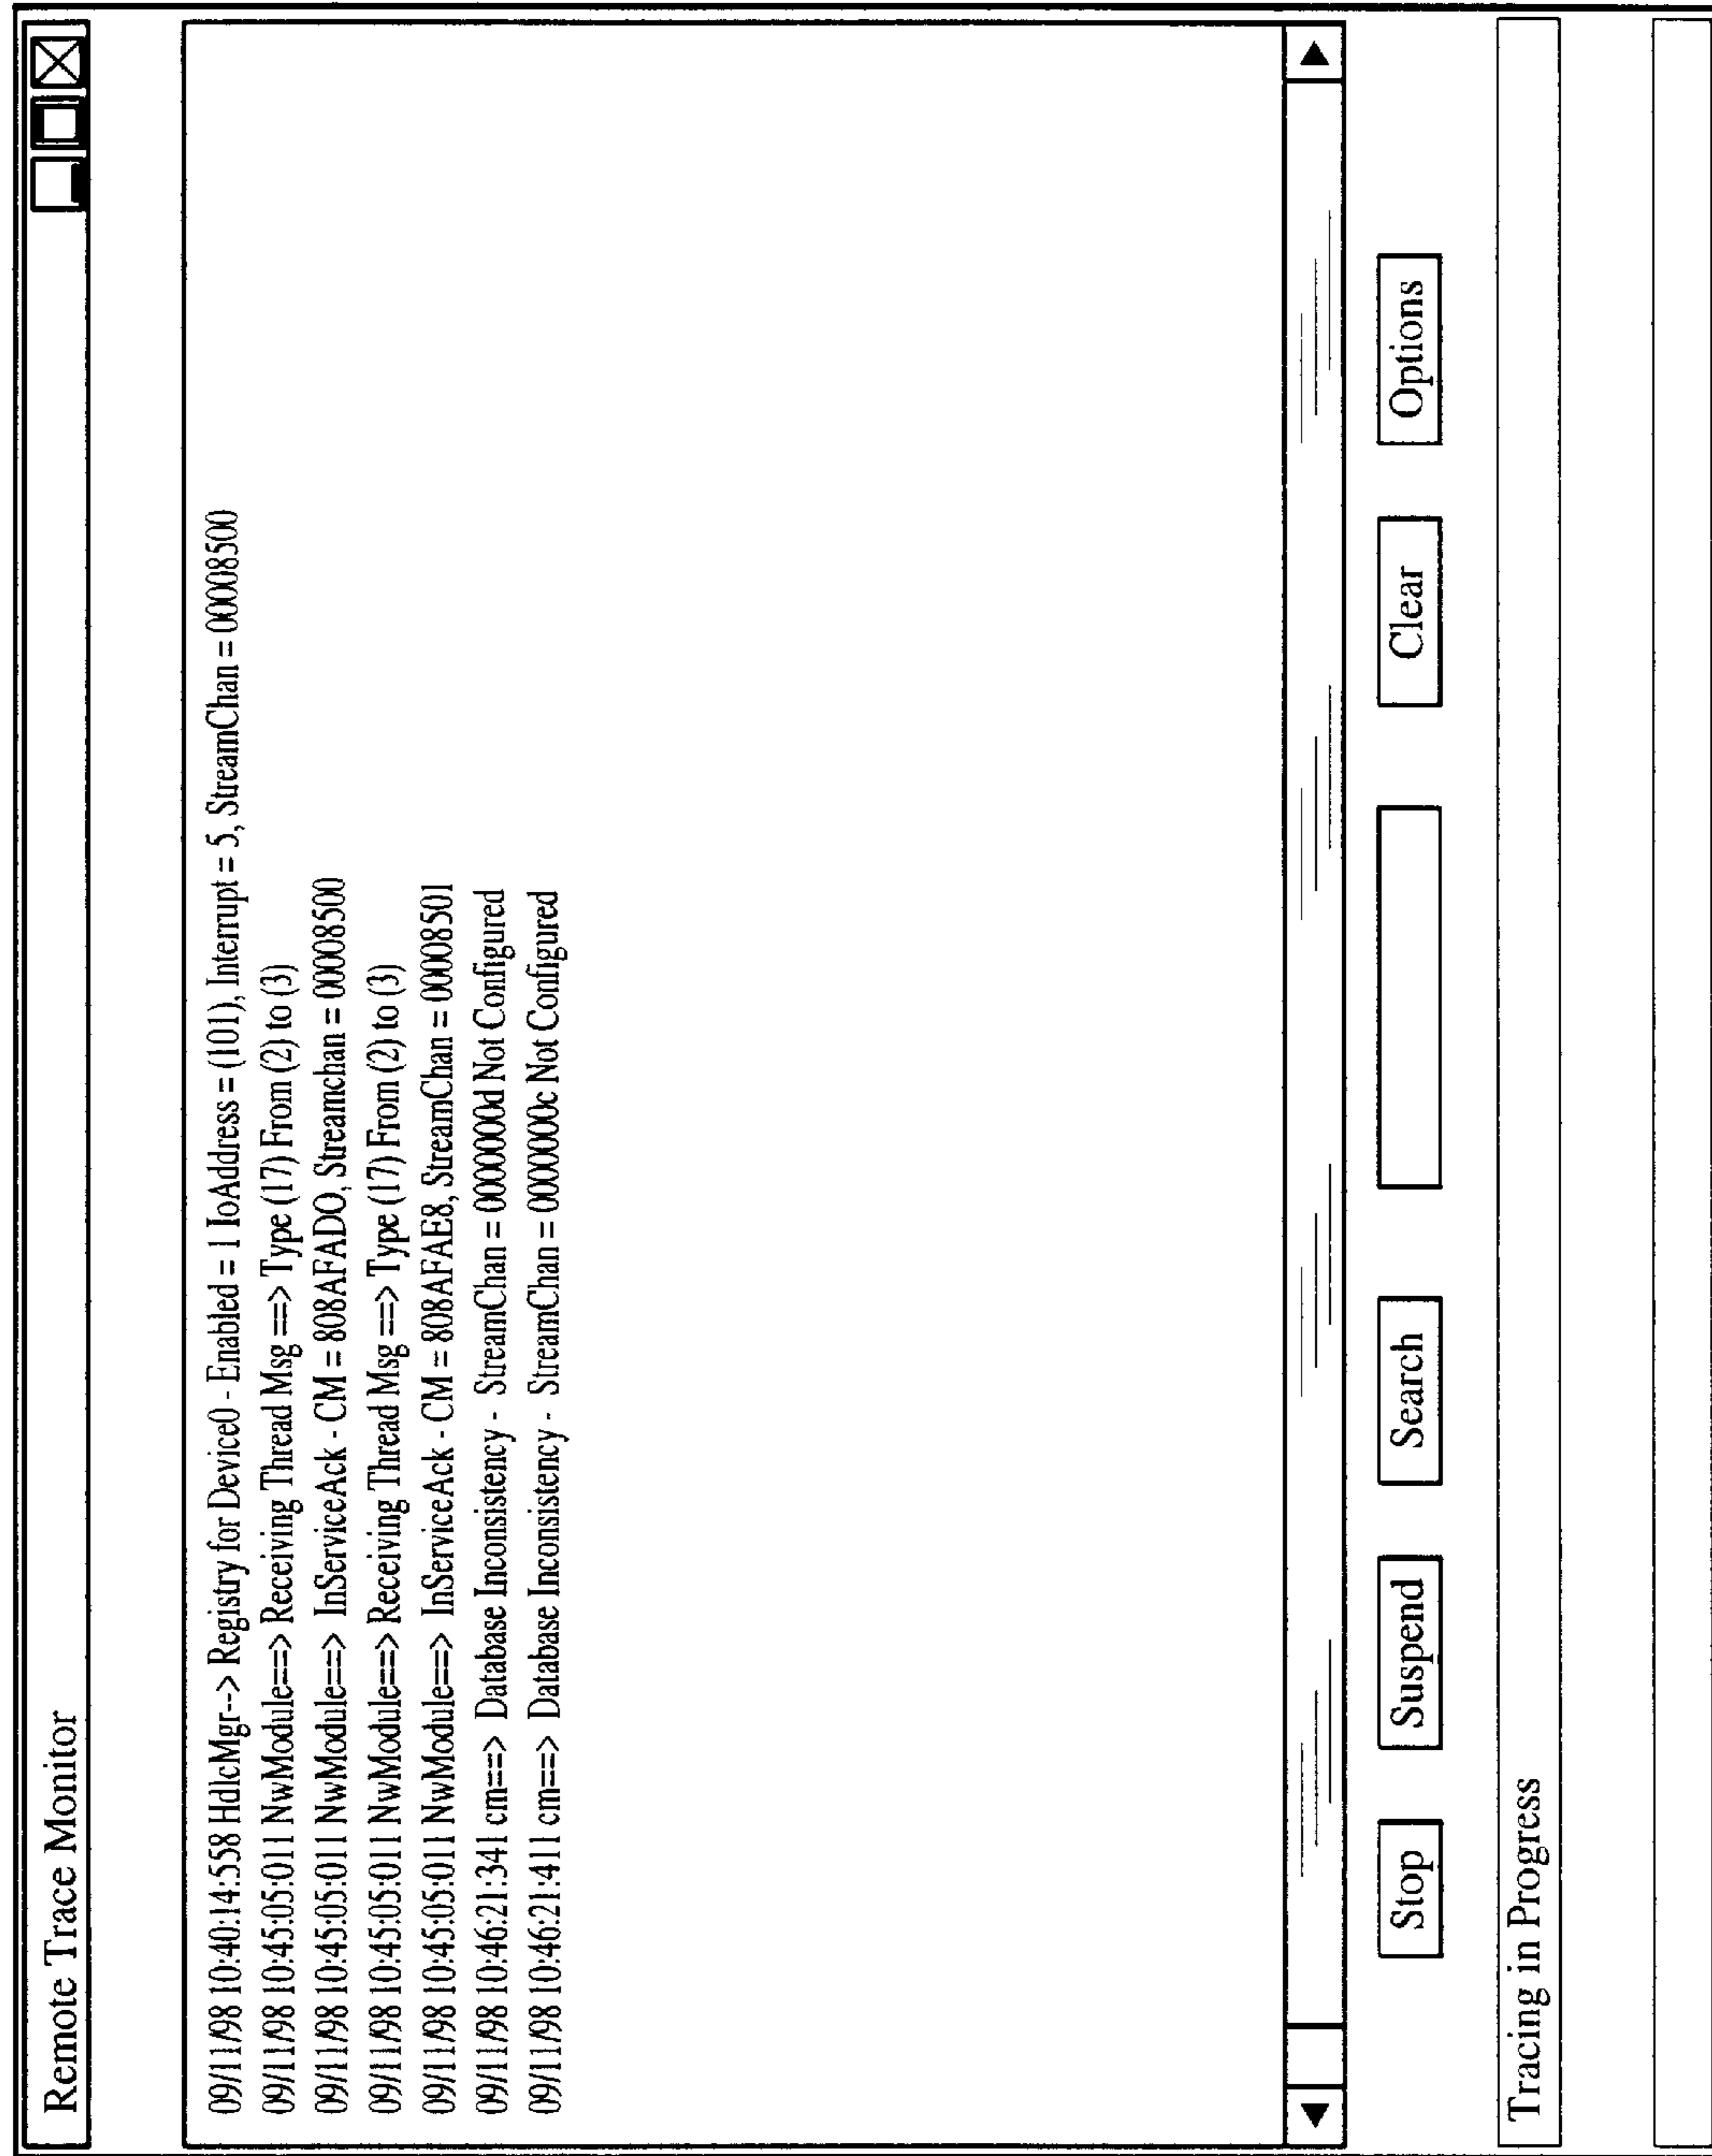 Remote Trace Monitor
09/11/98 10:40:14:558 HdlcMgr--> Registry for Device0 - Enabled = 1 IoAddress = (101), Interrupt = 5, StreamChan = 00008500
09/11/98 10:45:05:011 NwModule==> Receiving Thread Msg ==> Type (17) From (2) to (3)
09/11/98 10:45:05:011 NwModule==> InServiceAck - CM = 808AFADO, Streamchan = 00008500
09/11/98 10:45:05:011 NwModule==> Receiving Thread Msg ==> Type (17) From (2) to (3)
09/11/98 10:45:05:011 NwModule==> InServiceAck - CM = 808AFAE8, StreamChan = 00008501
09/11/98 10:46:21:341 cm==> Database Inconsistency - StreamChan = 0000000d Not Configured
09/11/98 10:46:21:411 cm==> Database Inconsistency - StreamChan = 000000c Not Configured
Stop Suspend Search Clear Options
Tracing in Progress